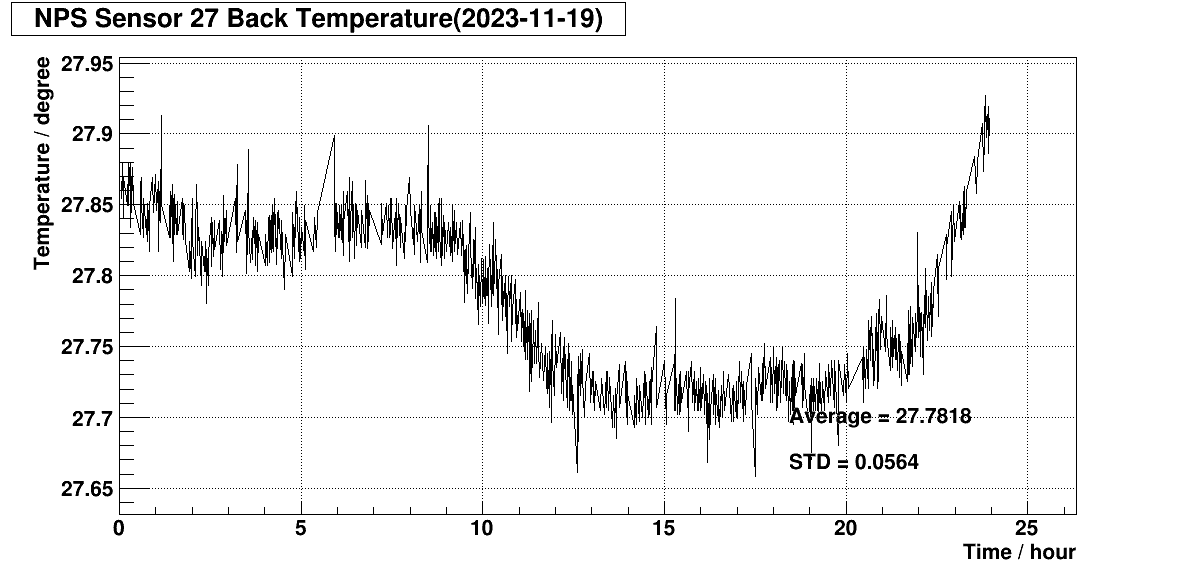 NPS Sensor 27 Back Temperature(2023-11-19)
Temperature / degree
27.95
27.9
27.85
27.8
27.75
27.7
27.65
Average = 27.7818
STD = 0.0564
0 5 10 15 20 25
Time / hour